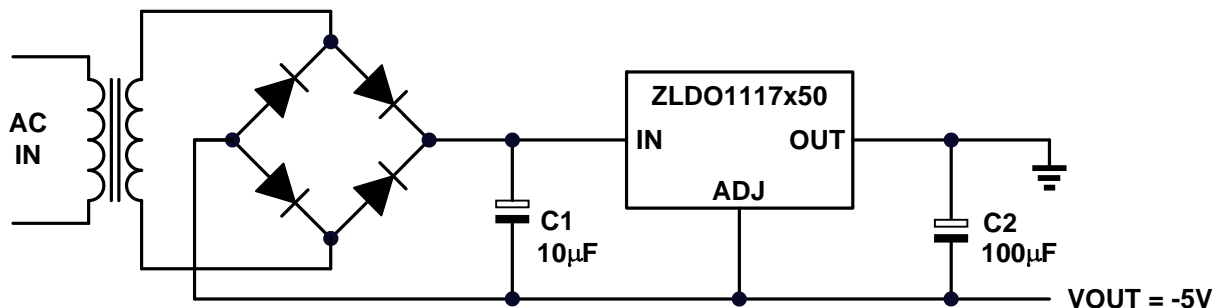 AC
IN
ZLDO1117x50
IN
OUT
ADJ
C1
10μF
C2
100μF
VOUT = -5V